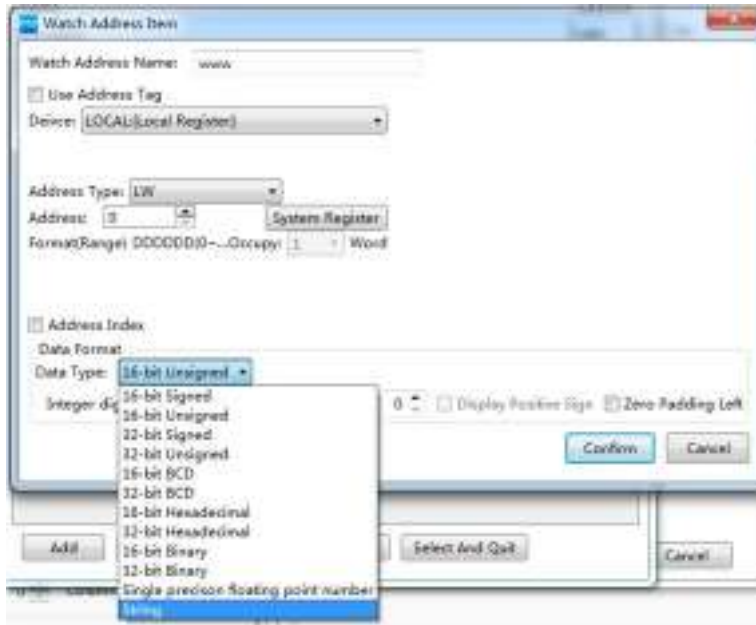 Watch Address Item
Watch Address Name: www
Use Address Tag
Device: LOCAL:(Local Register)
Address Type: LW
Address: 0 System Register
Format(Range) DDDDDD(0~...Occupy: 1 Word
Address Index
Data Format
Data Type: 16-bit Unsigned
16-bit Signed
Integer dig 0 Display Positive Sign Zero Padding Left
16-bit Unsigned
32-bit Signed
32-bit Unsigned
16-bit BCD
32-bit BCD
16-bit Hexadecimal
32-bit Hexadecimal
16-bit Binary
32-bit Binary
Single precison floating point number
String
Confirm Cancel
Add Select And Quit Cancel